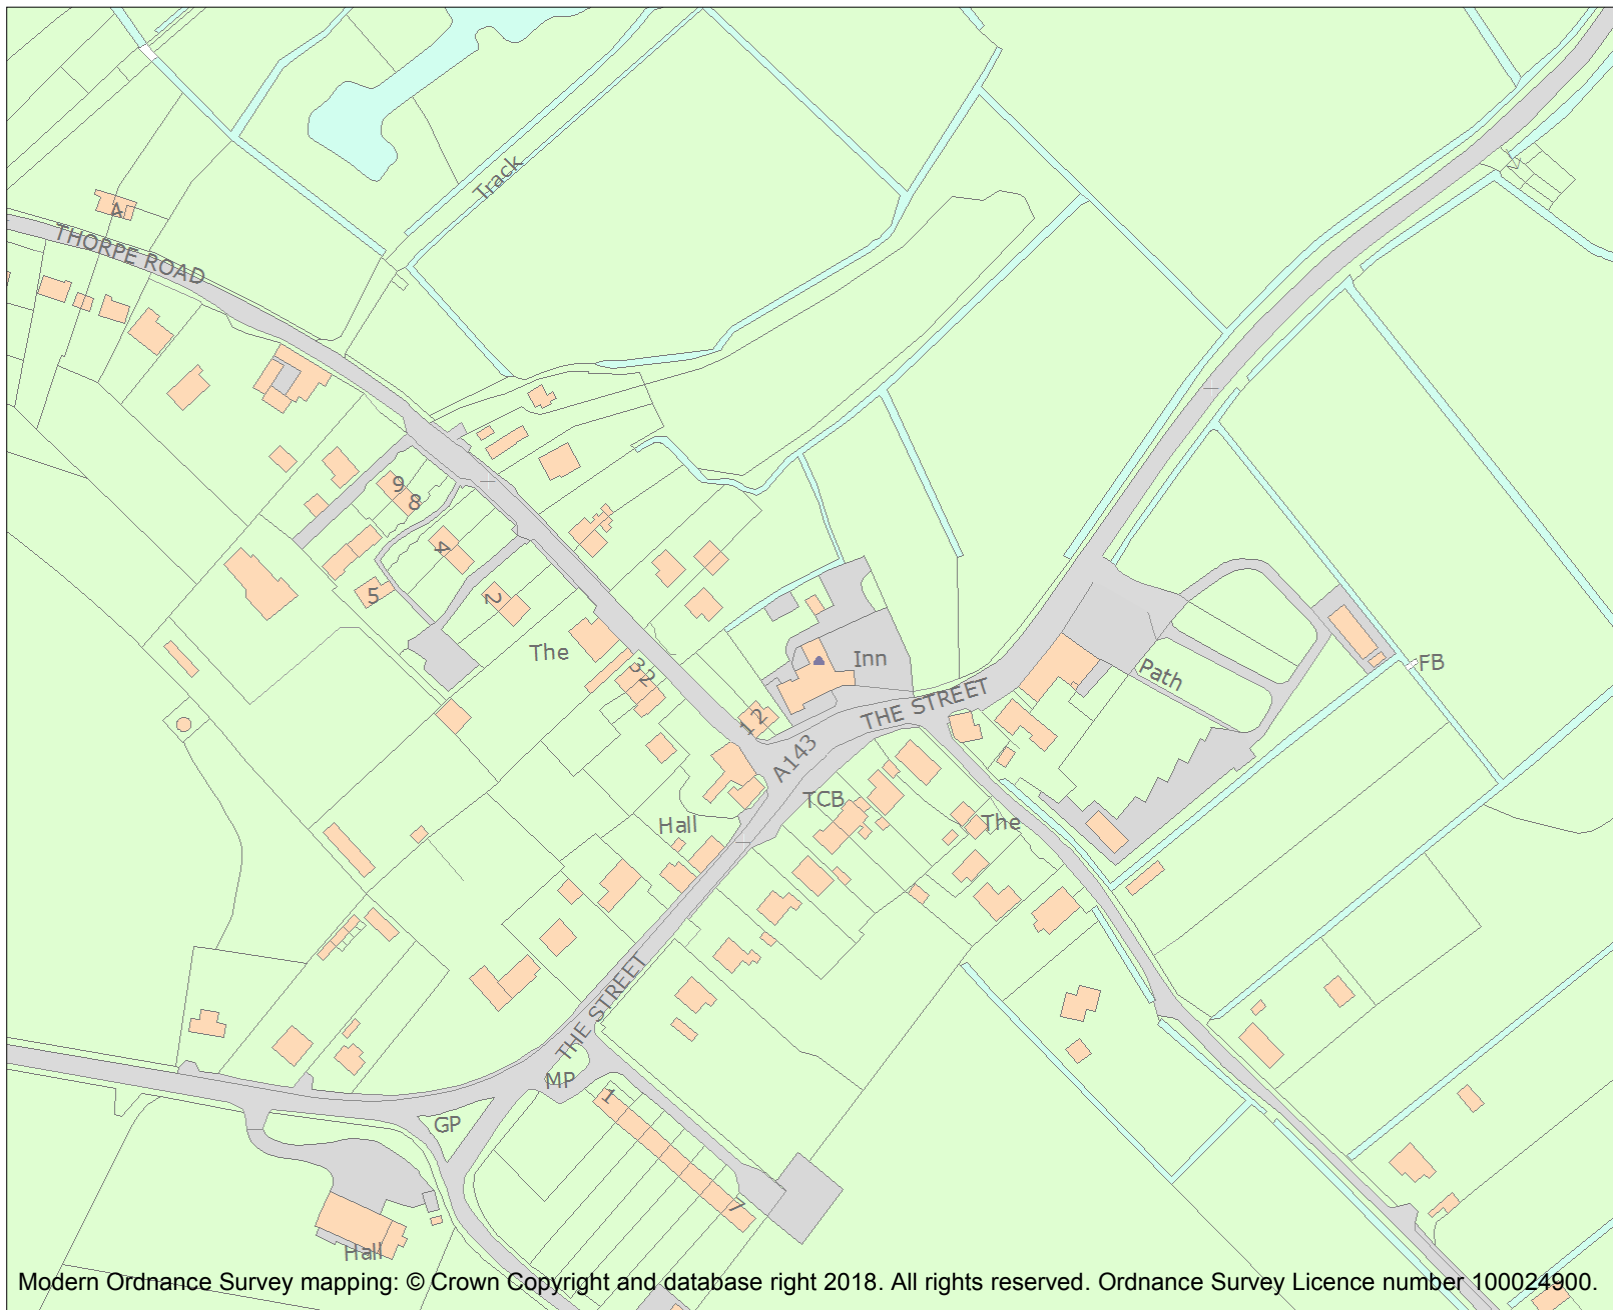 Track
4
THORPE ROAD
9
8
4
5
2
The
32
Inn
Path
FB
THE STREET
12
A143
TCB
The
Hall
THE STREET
MP
1
GP
7
Hall
Modern Ordnance Survey mapping: © Crown Copyright and database right 2018. All rights reserved. Ordnance Survey Licence number 100024900.